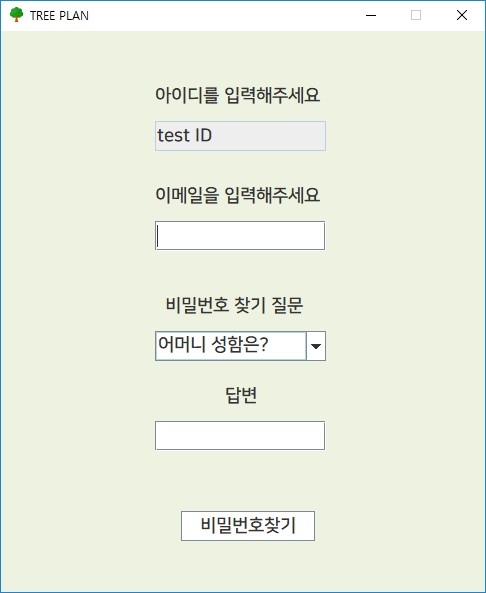 TREE PLAN
아이디를 입력해주세요
test ID
이메일을 입력해주세요
비밀번호 찾기 질문
어머니 성함은?
답변
비밀번호찾기